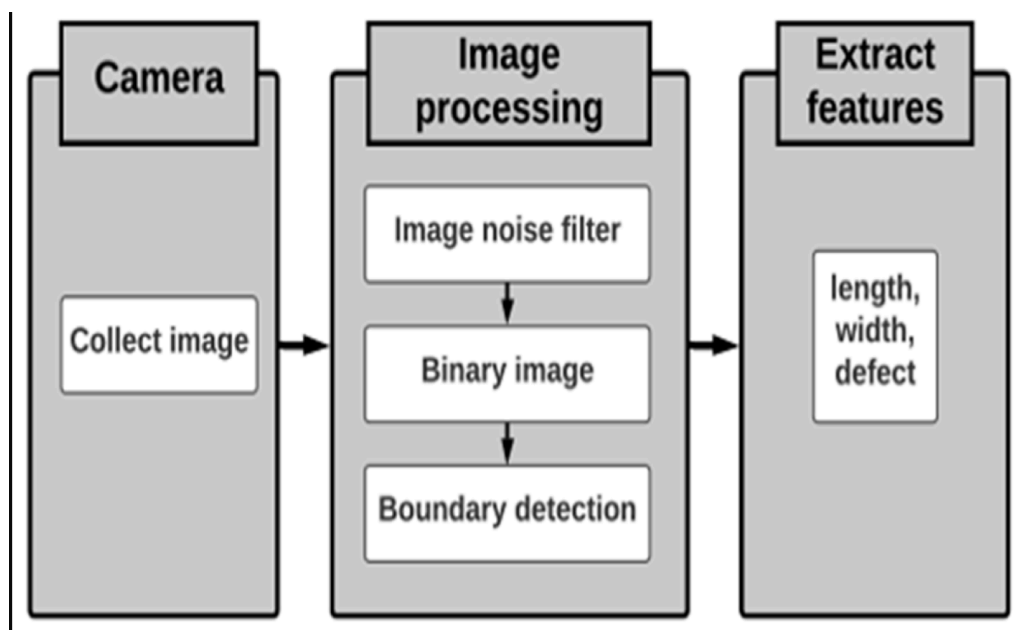 Camera
Collect image
Image
processing
Image noise filter
Binary image
Boundary detection
Extract
features
length,
width,
defect